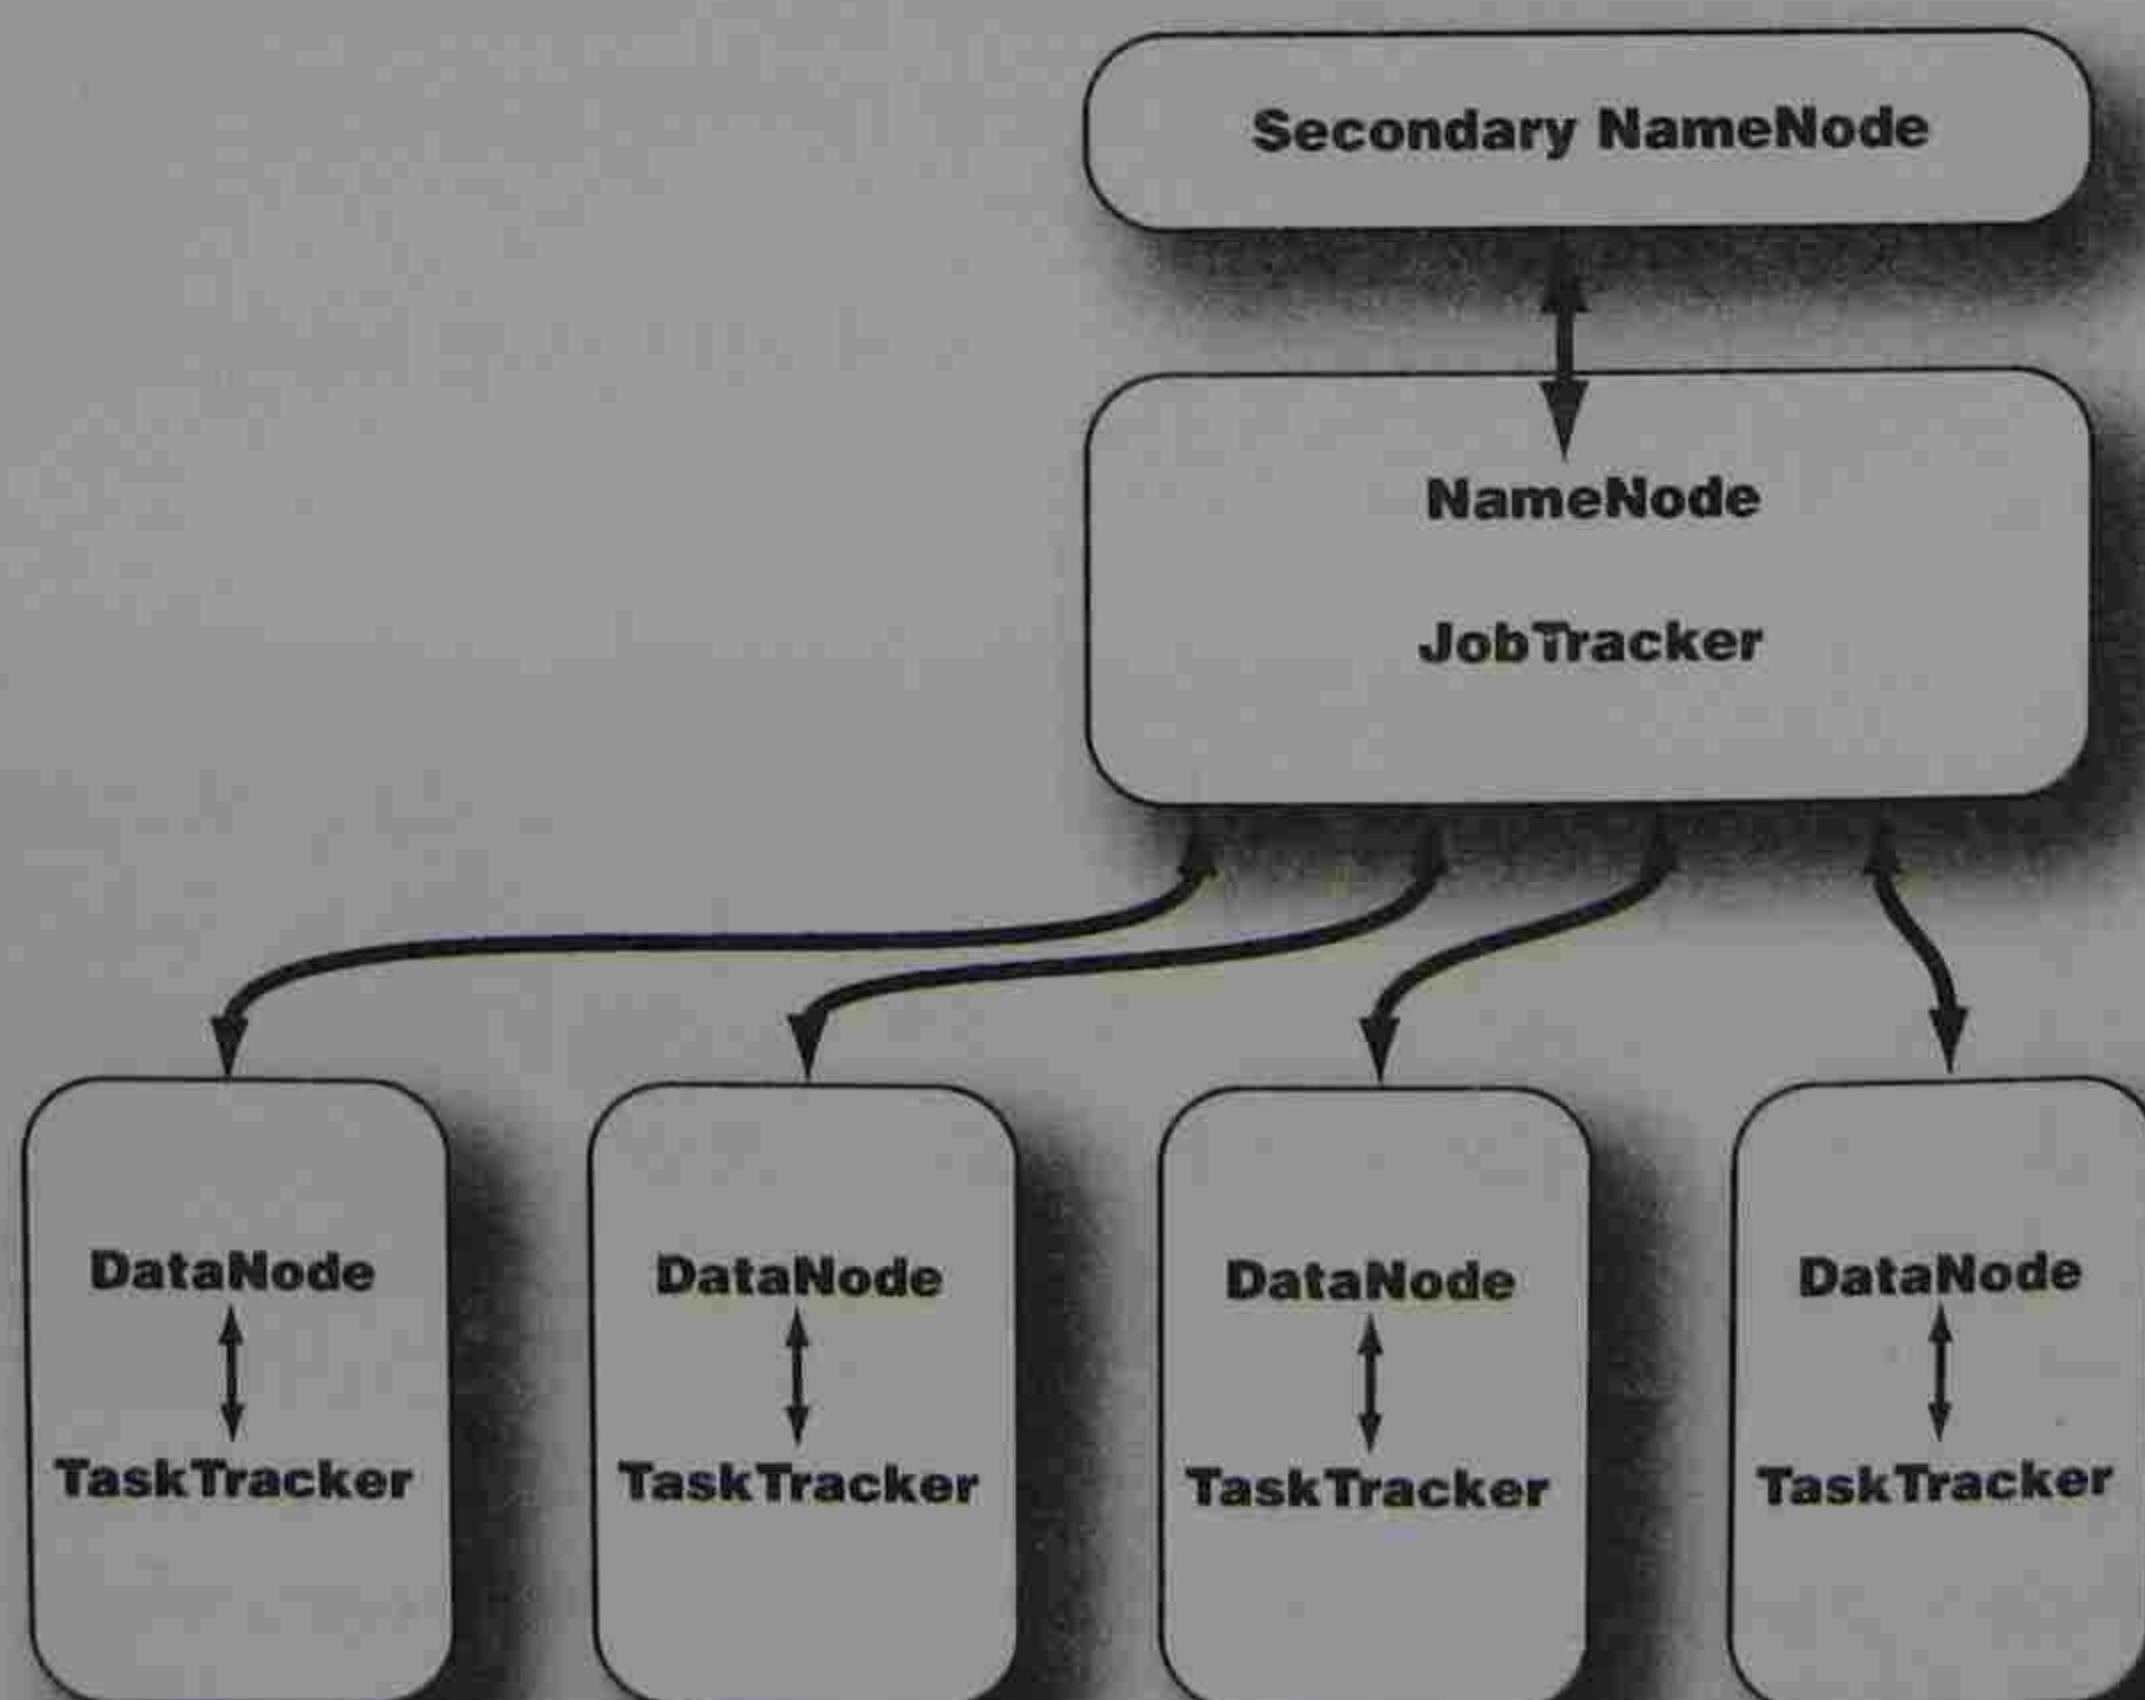 Secondary NameNode
NameNode
JobTracker
DataNode
TaskTracker
DataNode
TaskTracker
DataNode
TaskTracker
DataNode
TaskTracker